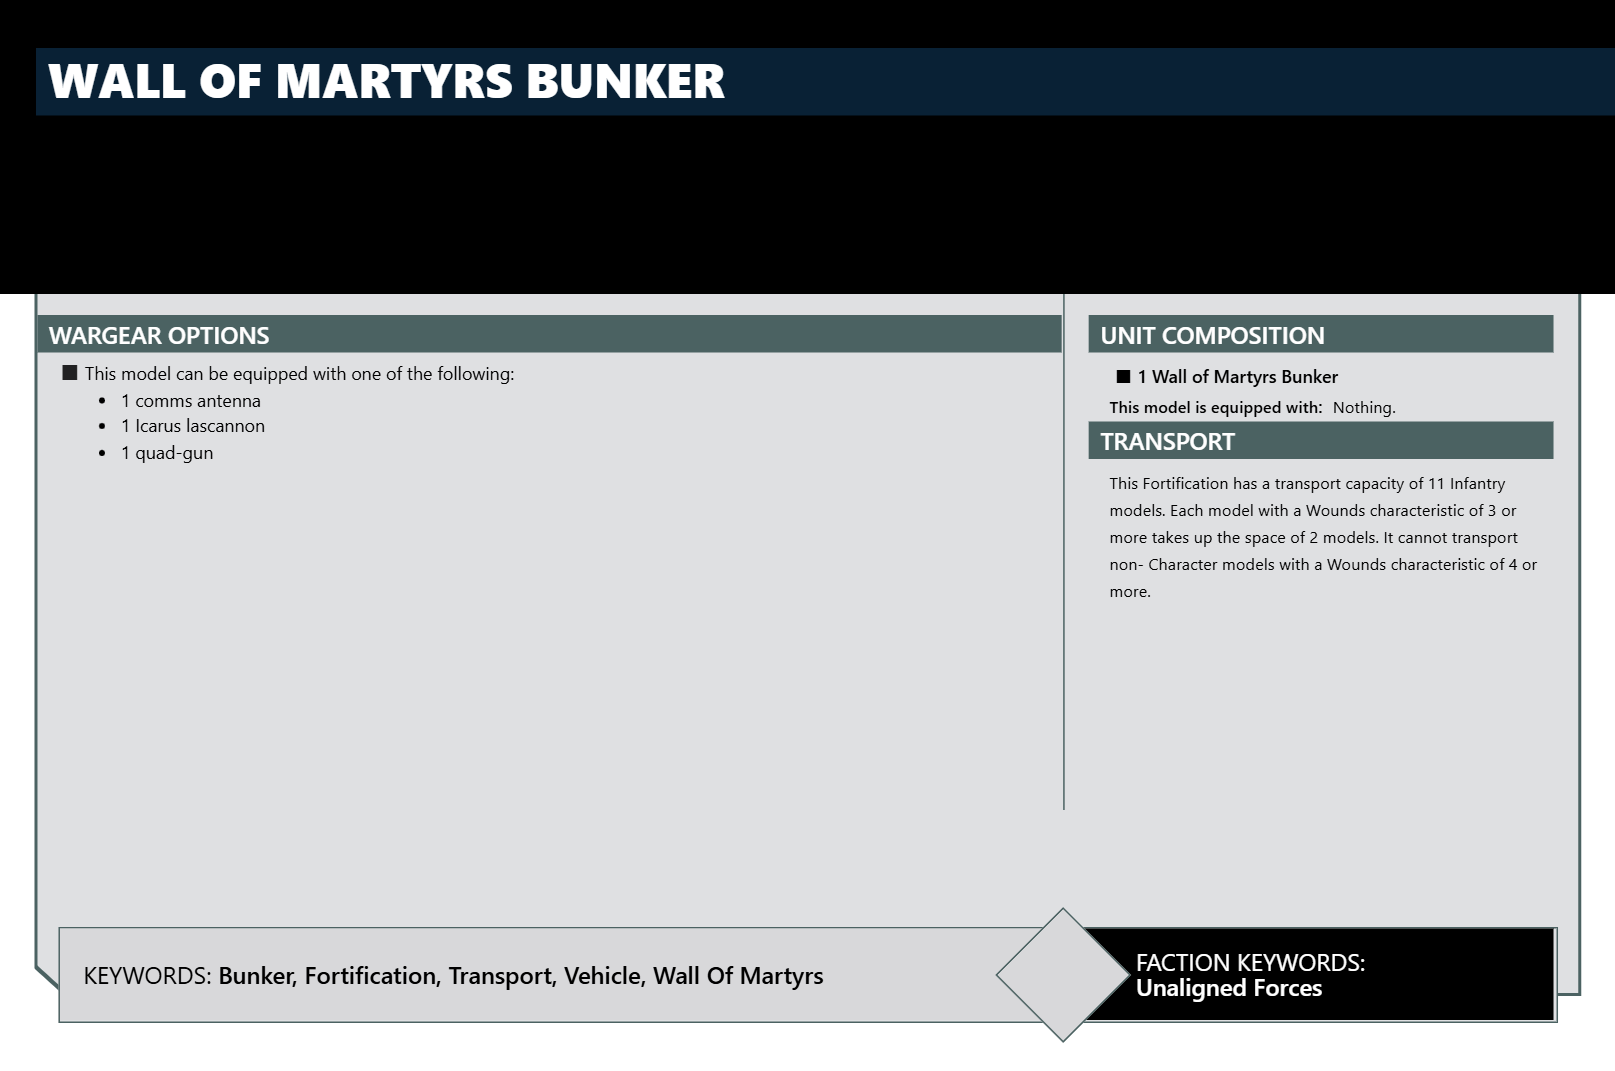 WALL OF MARTYRS BUNKER
WARGEAR OPTIONS
■ This model can be equipped with one of the following:
• 1 comms antenna
• 1 Icarus lascannon
• 1 quad-gun
UNIT COMPOSITION
■ 1 Wall of Martyrs Bunker
This model is equipped with: Nothing.
TRANSPORT
This Fortification has a transport capacity of 11 Infantry
models. Each model with a Wounds characteristic of 3 or
more takes up the space of 2 models. It cannot transport
non- Character models with a Wounds characteristic of 4 or
more.
KEYWORDS: Bunker, Fortification, Transport, Vehicle, Wall Of Martyrs
FACTION KEYWORDS:
Unaligned Forces